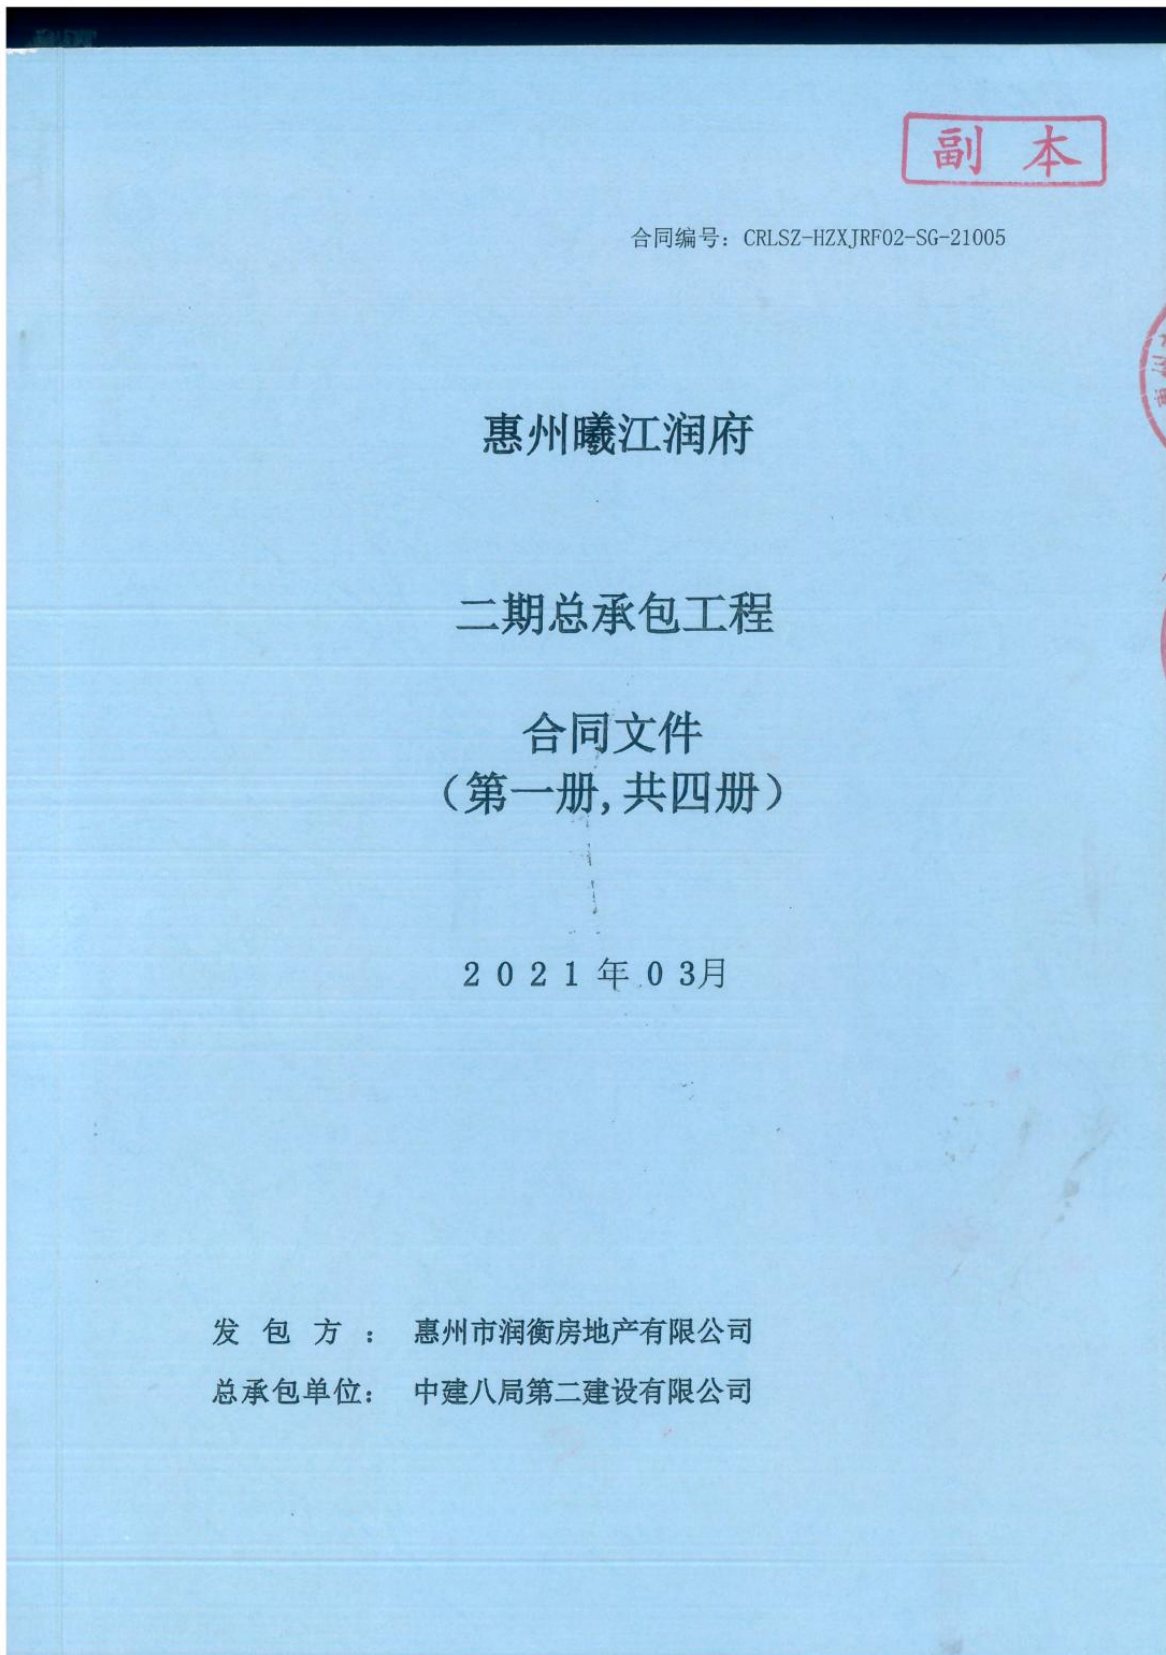 副 本
合同编号：CRLSZ-HZXJRF02-SG-21005
惠州曦江润府
二期总承包工程
合同文件
（第一册,共四册）
2021年03月
发包方： 惠州市润衡房地产有限公司
总承包单位： 中建八局第二建设有限公司